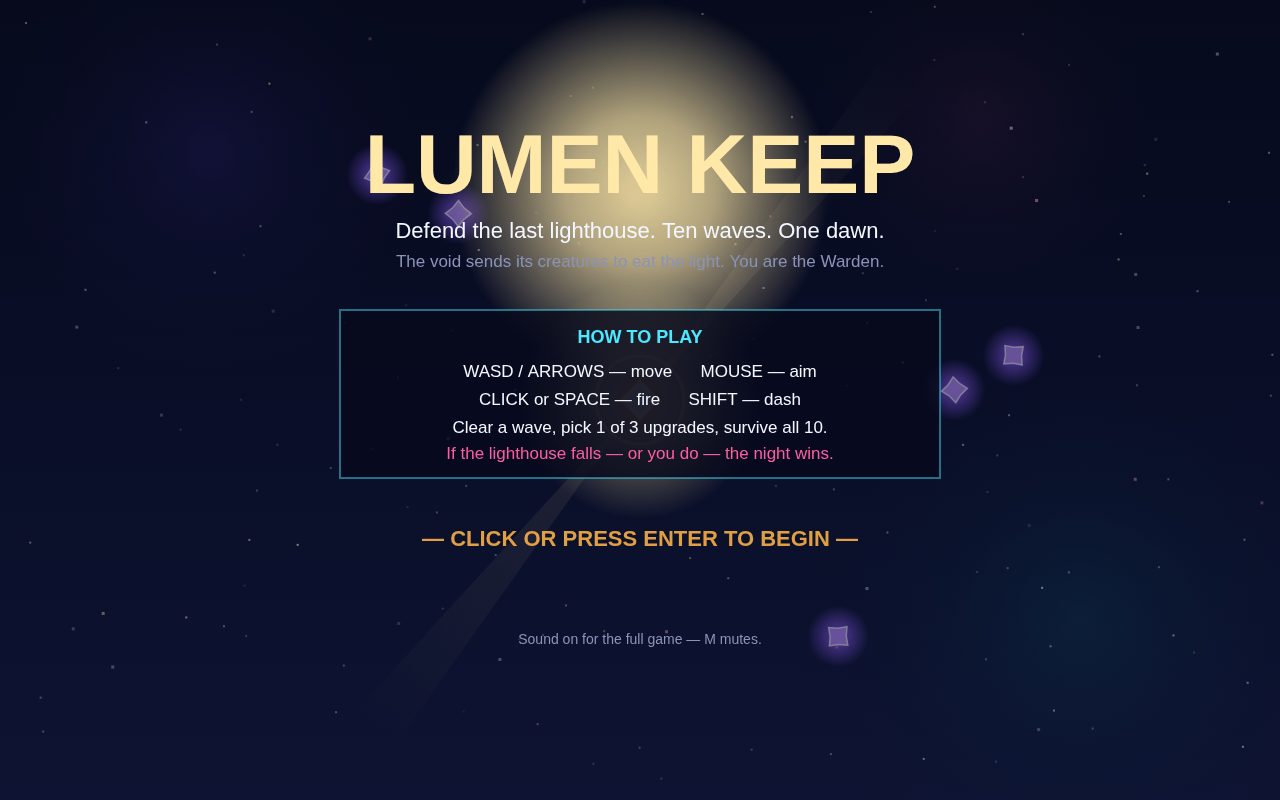 LUMEN KEEP
Defend the last lighthouse. Ten waves. One dawn.
The void sends its creatures to eat the light. You are the Warden.
HOW TO PLAY
WASD / ARROWS — move MOUSE — aim
CLICK or SPACE — fire SHIFT — dash
Clear a wave, pick 1 of 3 upgrades, survive all 10.
If the lighthouse falls — or you do — the night wins.
— CLICK OR PRESS ENTER TO BEGIN —
Sound on for the full game — M mutes.